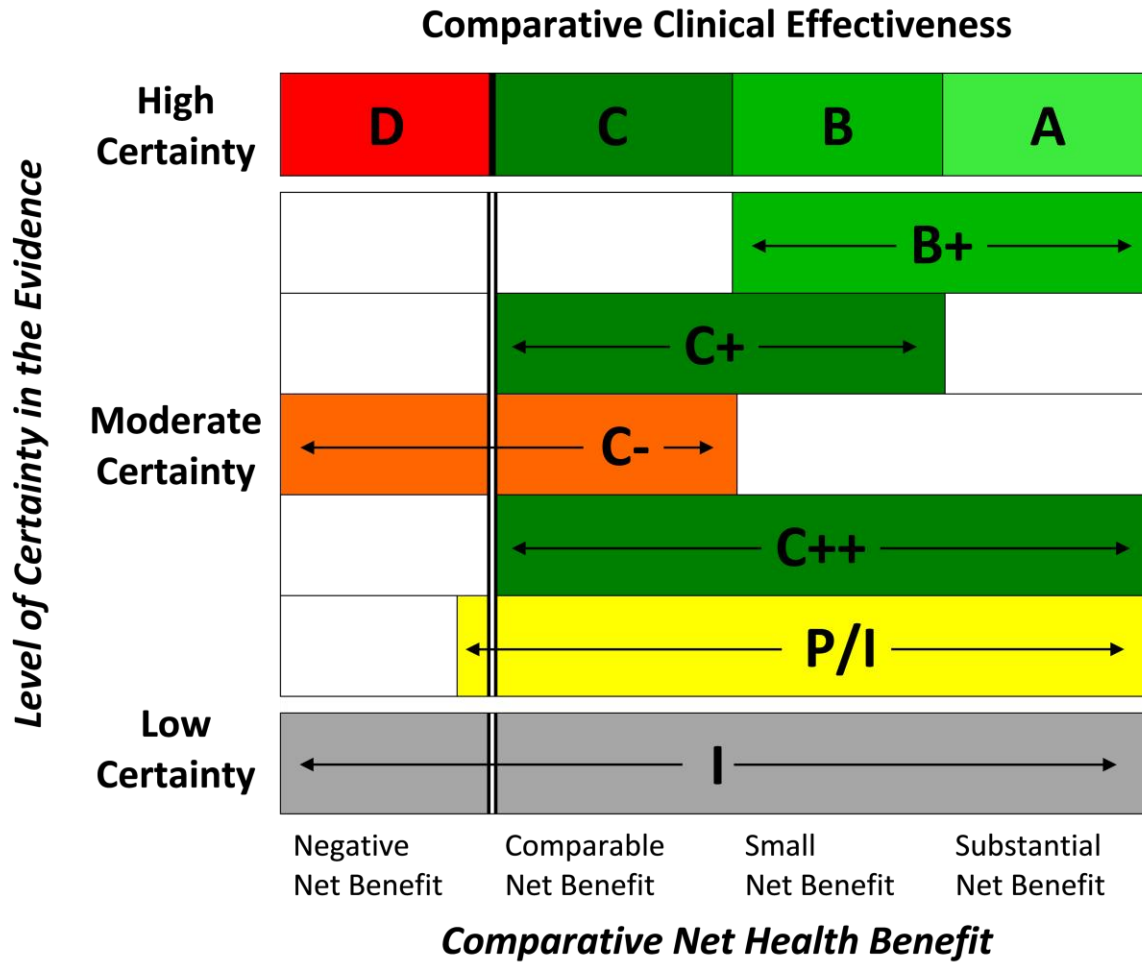 Comparative Clinical Effectiveness
High
Certainty
D
C
B
A
B+
C+
Moderate
Certainty
C-
C++
P/I
Low
Certainty
I
Negative
Net Benefit
Comparable
Net Benefit
Small
Net Benefit
Substantial
Net Benefit
Comparative Net Health Benefit
Level of Certainty in the Evidence